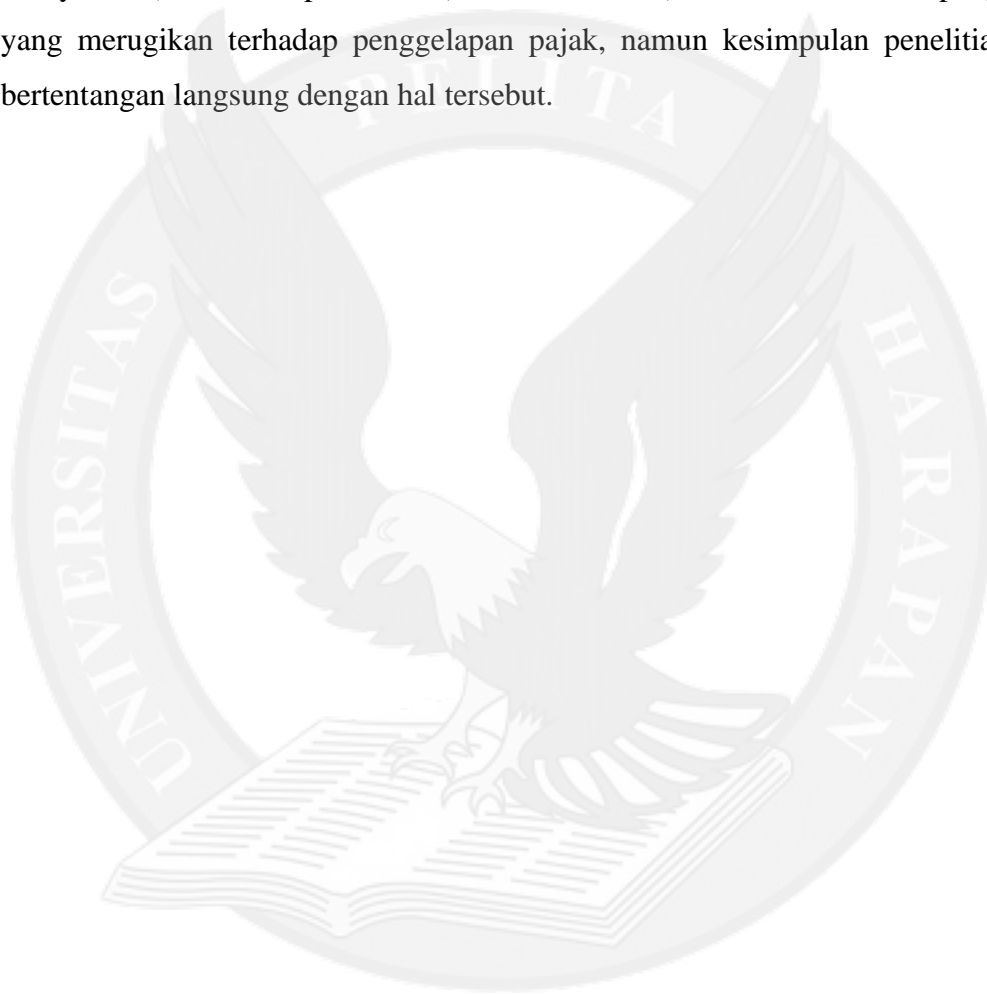 yang merugikan terhadap penggelapan pajak, namun kesimpulan penelitia
bertentangan langsung dengan hal tersebut.
PELITA
UNIVERSITAS
HARAPAN